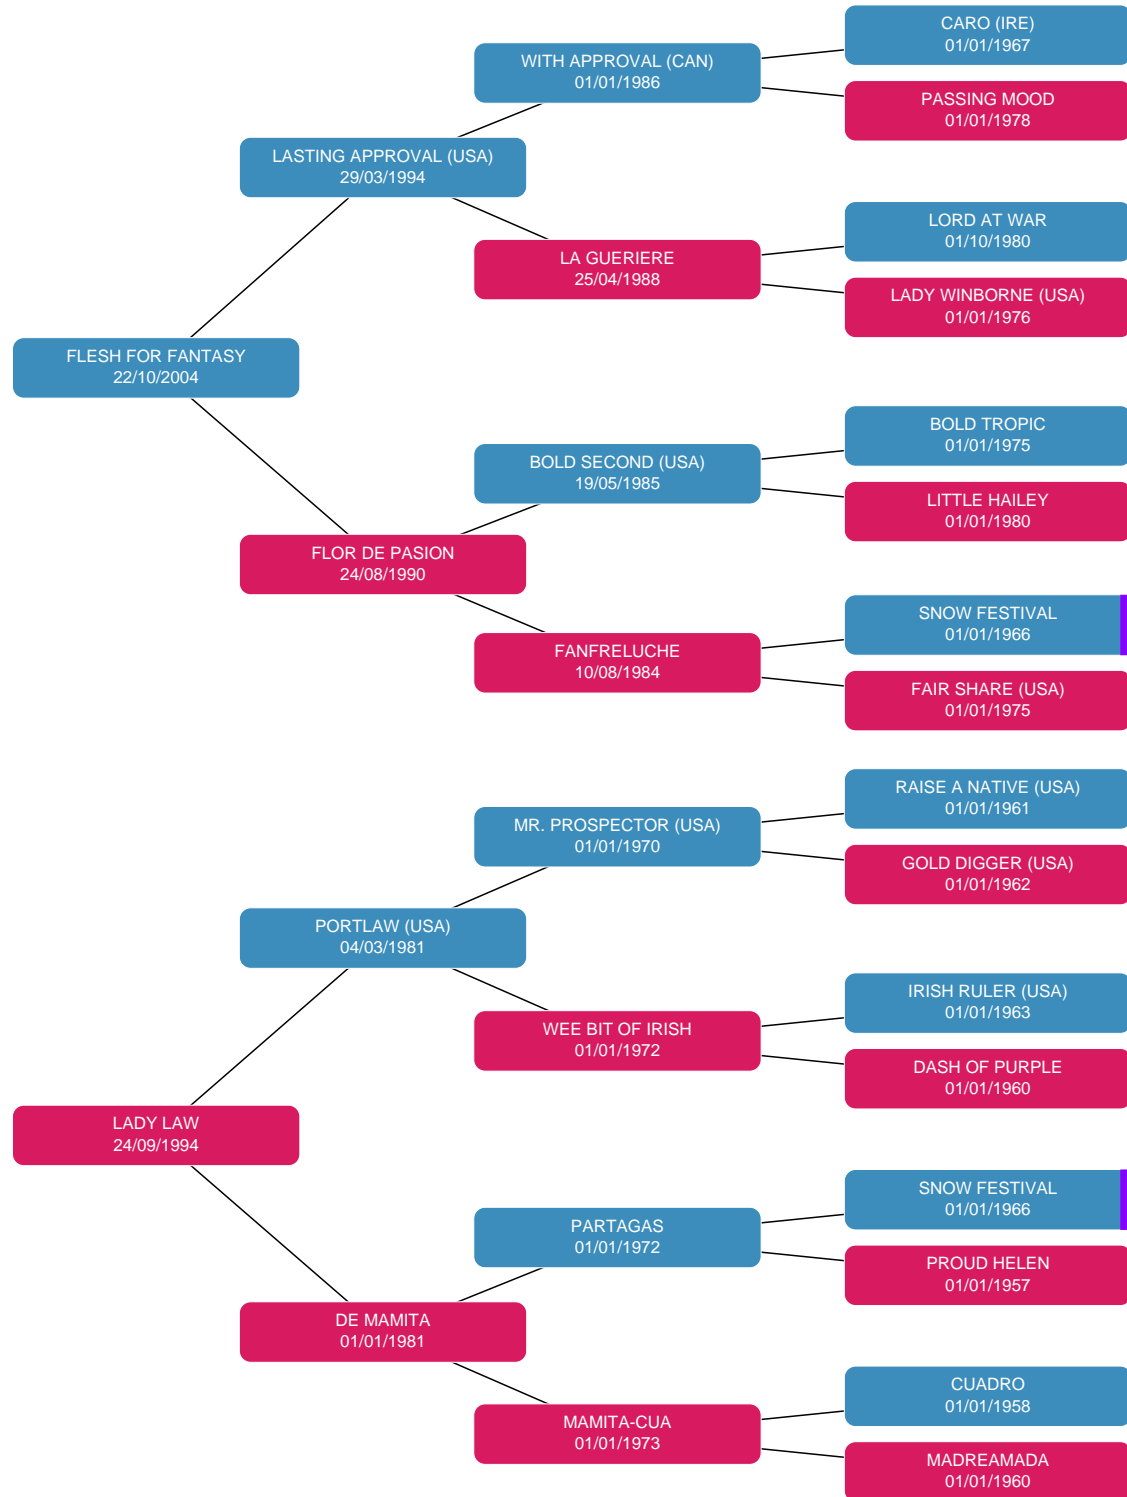 CARO (IRE)
01/01/1967
WITH APPROVAL (CAN)
01/01/1986
PASSING MOOD
01/01/1978
LASTING APPROVAL (USA)
29/03/1994
LORD AT WAR
01/10/1980
LA GUERIERE
25/04/1988
LADY WINBORNE (USA)
01/01/1976
FLESH FOR FANTASY
22/10/2004
BOLD TROPIC
01/01/1975
BOLD SECOND (USA)
19/05/1985
LITTLE HAILEY
01/01/1980
FLOR DE PASION
24/08/1990
SNOW FESTIVAL
01/01/1966
FANFRELUCHE
10/08/1984
FAIR SHARE (USA)
01/01/1975
RAISE A NATIVE (USA)
01/01/1961
MR. PROSPECTOR (USA)
01/01/1970
GOLD DIGGER (USA)
01/01/1962
PORTLAW (USA)
04/03/1981
IRISH RULER (USA)
01/01/1963
WEE BIT OF IRISH
01/01/1972
DASH OF PURPLE
01/01/1960
LADY LAW
24/09/1994
SNOW FESTIVAL
01/01/1966
PARTAGAS
01/01/1972
PROUD HELEN
01/01/1957
DE MAMITA
01/01/1981
CUADRO
01/01/1958
MAMITA-CUA
01/01/1973
MADREAMADA
01/01/1960